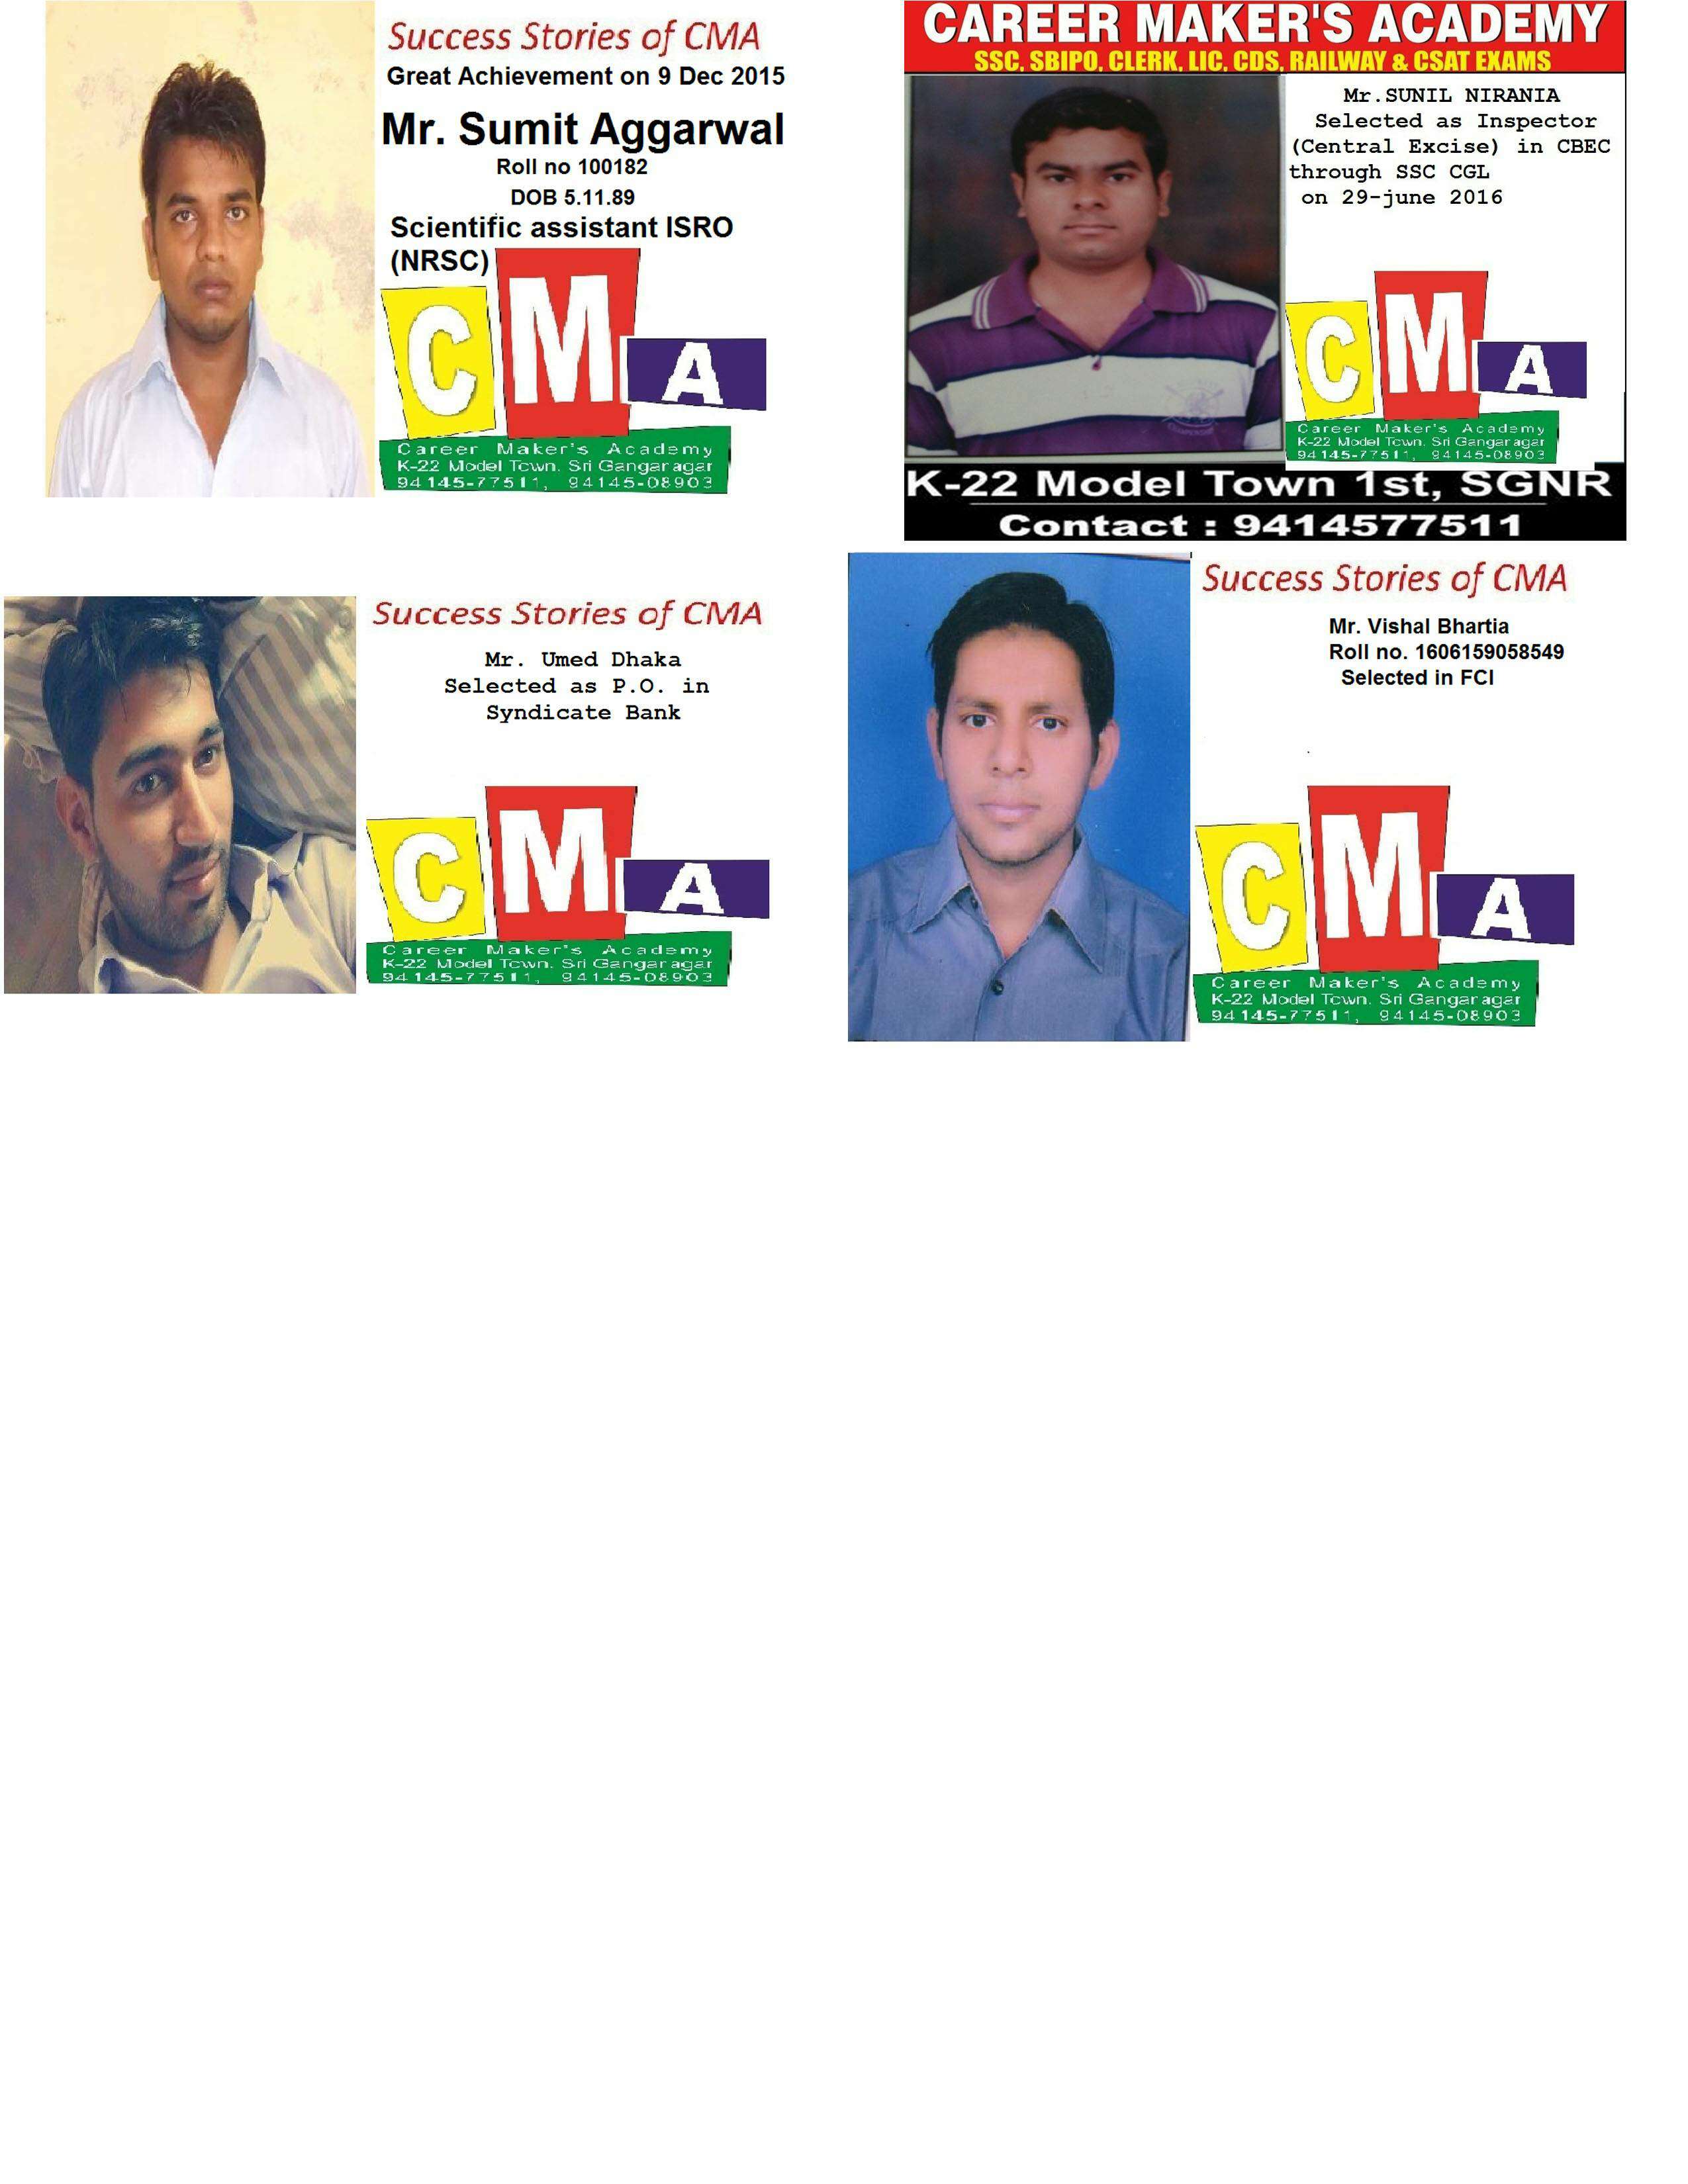 Success Stories of CMA
Great Achievement on 9 Dec 2015
Mr. Sumit Aggarwal
Roll no 100182
DOB 5.11.89
Scientific assistant ISRO
(NRSC)
C M A
Career Maker's Academy
K-22 Model Town. Sri Ganganagar
94145-77511, 94145-08903
CAREER MAKER'S ACADEMY
SSC, SBIPO, CLERK, LIC, CDS, RAILWAY & CSAT EXAMS
Mr.SUNIL NIRANIA
Selected as Inspector
(Central Excise) in CBEC
through SSC CGL
on 29-june 2016
C M A
Career Maker's Academy
K-22 Model Town. Sri Ganganagar
94145-77511, 94145-08903
K-22 Model Town 1st, SGNR
Contact : 9414577511
Success Stories of CMA
Mr. Umed Dhaka
Selected as P.O. in
Syndicate Bank
C M A
Career Maker's Academy
K-22 Model Town. Sri Ganganagar
94145-77511, 94145-08903
Success Stories of CMA
Mr. Vishal Bhartia
Roll no. 1606159058549
Selected in FCI
C M A
Career Maker's Academy
K-22 Model Town. Sri Ganganagar
94145-77511, 94145-08903